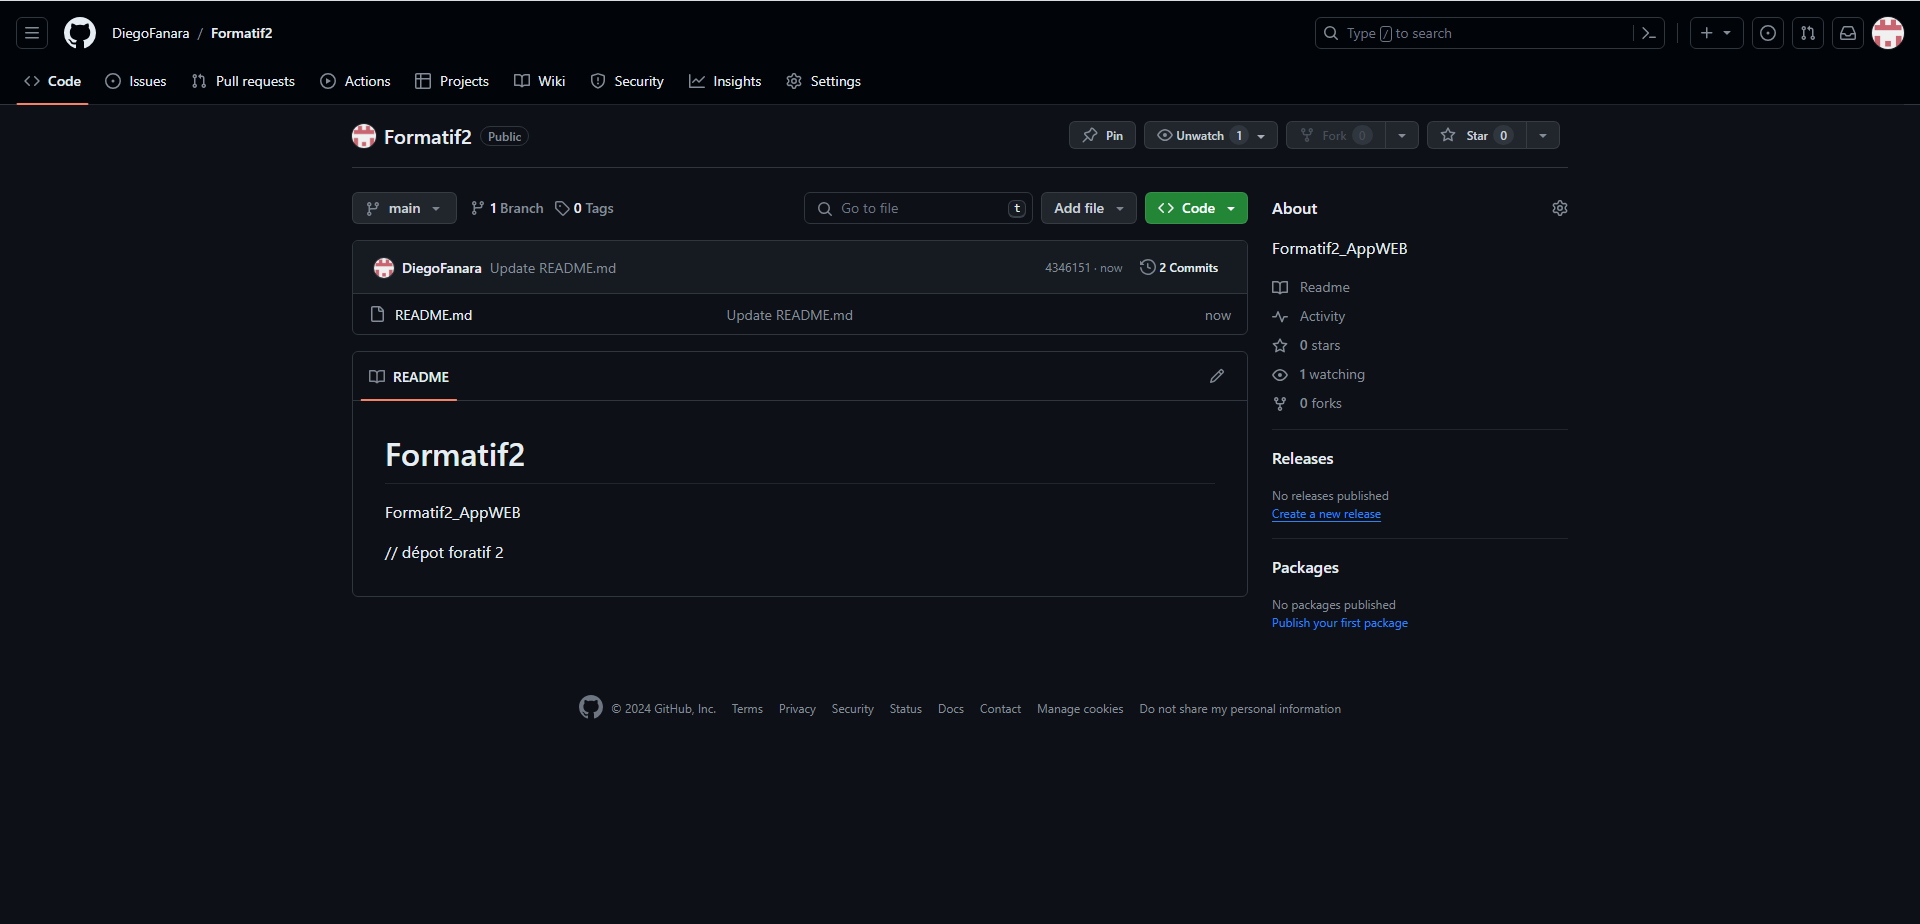 DiegoFanara / Formatif2
Type / to search
Code Issues Pull requests Actions Projects Wiki Security Insights Settings
Formatif2 Public
Pin Unwatch 1 Fork 0 Star 0
main 1 Branch 0 Tags Go to file t Add file Code
DiegoFanara Update README.md 4346151 · now 2 Commits
README.md Update README.md now
README
Formatif2
Formatif2_AppWEB
// dépot foratif 2
About
Formatif2_AppWEB
Readme
Activity
0 stars
1 watching
0 forks
Releases
No releases published
Create a new release
Packages
No packages published
Publish your first package
© 2024 GitHub, Inc. Terms Privacy Security Status Docs Contact Manage cookies Do not share my personal information